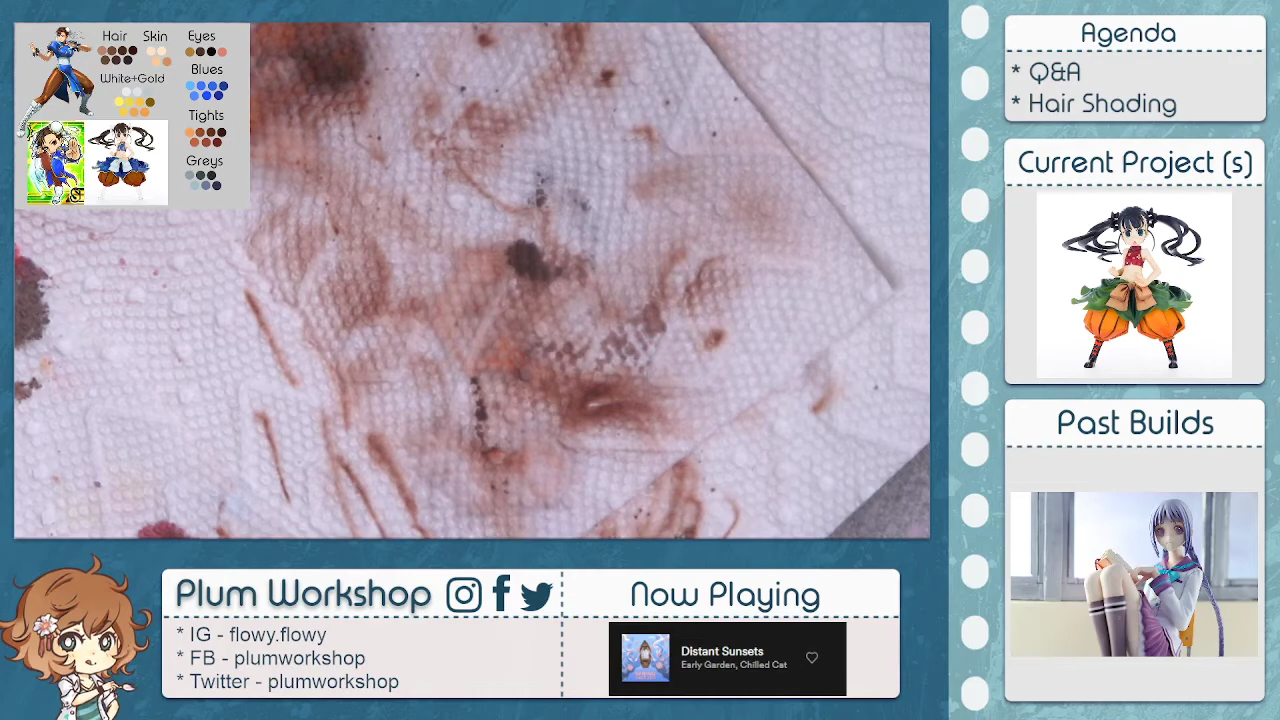 Hair
Skin
Eyes
White+Gold
Blues
Tights
Greys
Agenda
* Q&A
* Hair Shading
Current Project (s)
Past Builds
Plum Workshop
* IG - flowy.flowy
* FB - plumworkshop
* Twitter - plumworkshop
Now Playing
Distant Sunsets
Early Garden, Chilled Cat